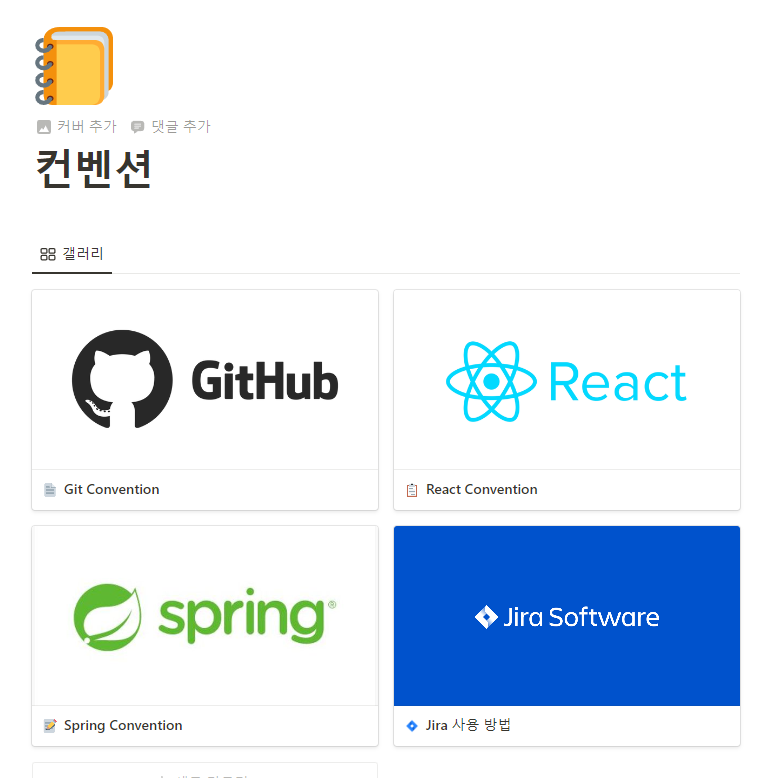 커버 추가 댓글 추가
컨벤션
갤러리
GitHub React
Git Convention React Convention
spring® Jira Software
Spring Convention Jira 사용 방법